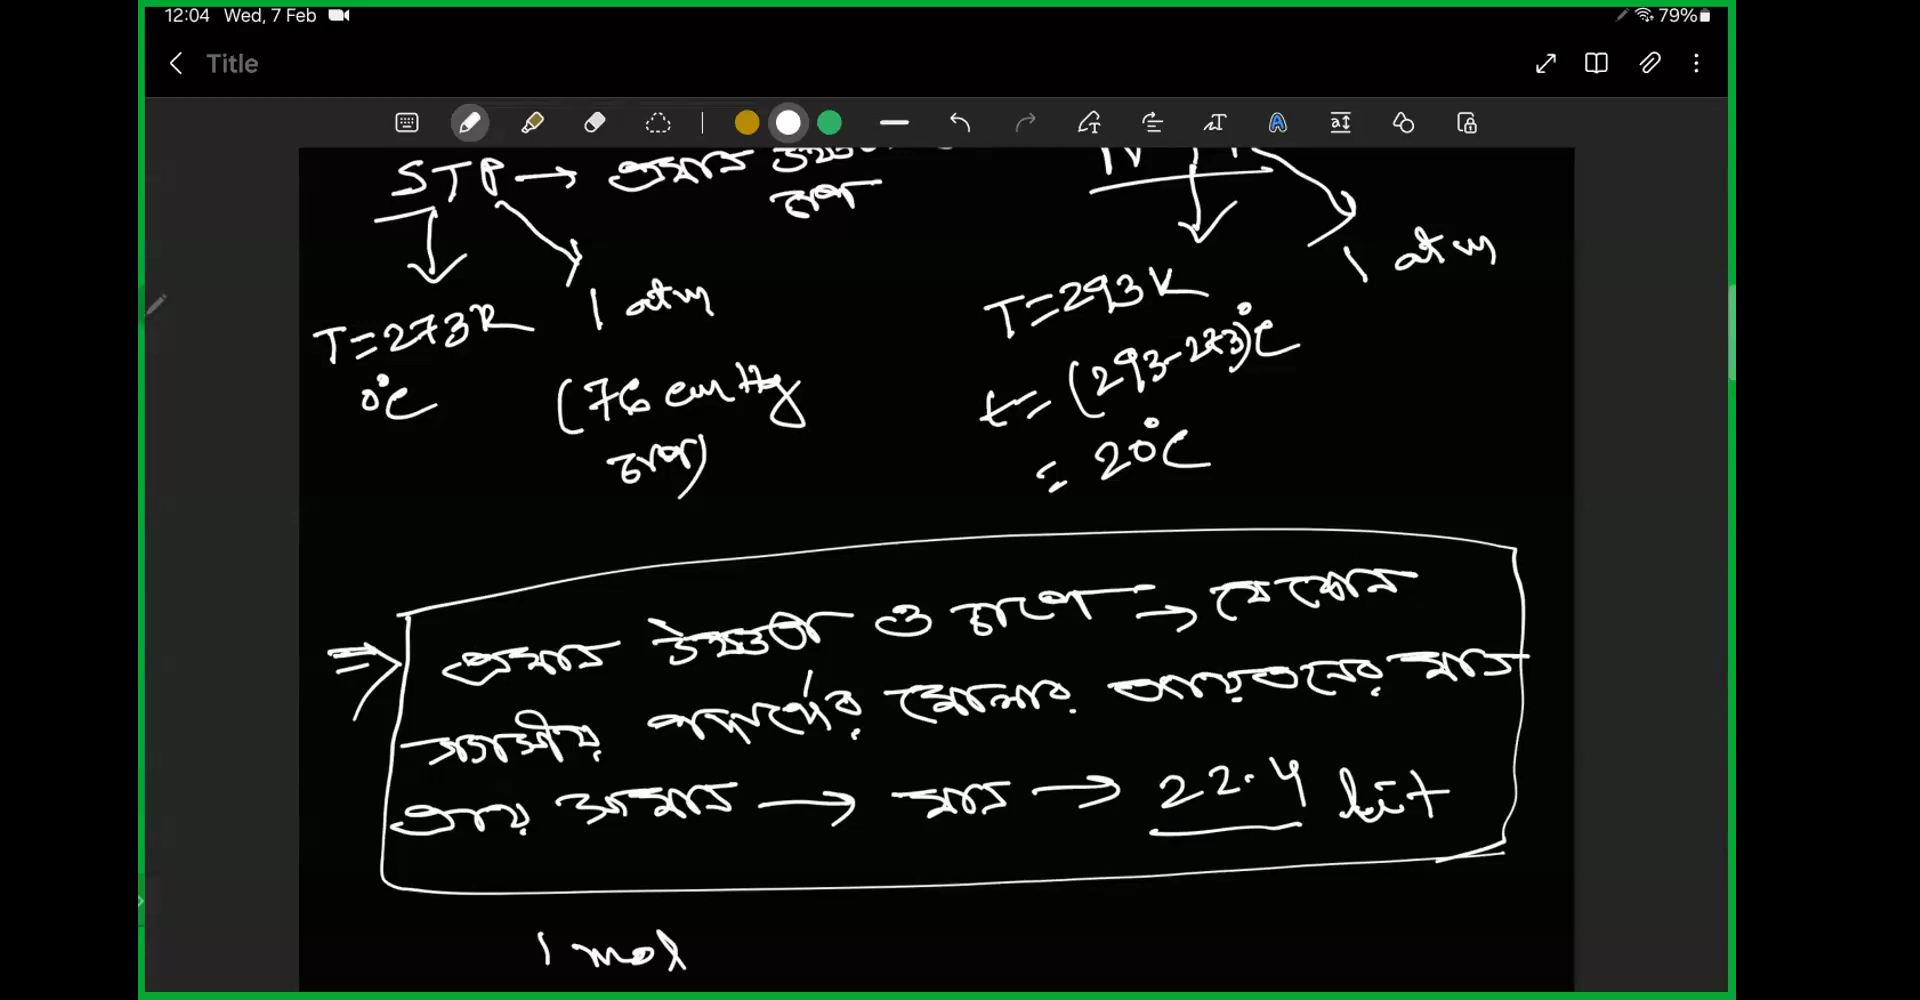 12:04 Wed, 7 Feb 79%
Title
STP → প্রমাণ উষ্ণতা
চাপ
1 atm
T=273K 1 atm T=293K
0°C (76 cm Hg t=(293-273)°C
চাপ) = 20°C
⇒ প্রমাণ উষ্ণতা ও চাপে → যেকোন
গ্যাসীয় পদার্থের মোলার আয়তনের মান
প্রায় সমান → মান → 22.4 lit
1 mol